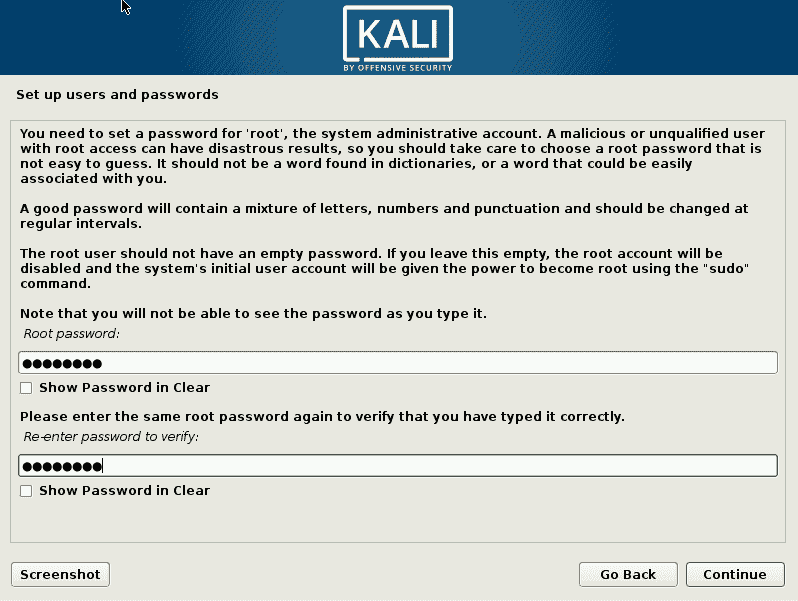 KALI
BY OFFENSIVE SECURITY
Set up users and passwords
You need to set a password for 'root', the system administrative account. A malicious or unqualified user
with root access can have disastrous results, so you should take care to choose a root password that is
not easy to guess. It should not be a word found in dictionaries, or a word that could be easily
associated with you.
A good password will contain a mixture of letters, numbers and punctuation and should be changed at
regular intervals.
The root user should not have an empty password. If you leave this empty, the root account will be
disabled and the system's initial user account will be given the power to become root using the "sudo"
command.
Note that you will not be able to see the password as you type it.
Root password:
●●●●●●●●
Show Password in Clear
Please enter the same root password again to verify that you have typed it correctly.
Re-enter password to verify:
●●●●●●●●
Show Password in Clear
Screenshot
Go Back
Continue